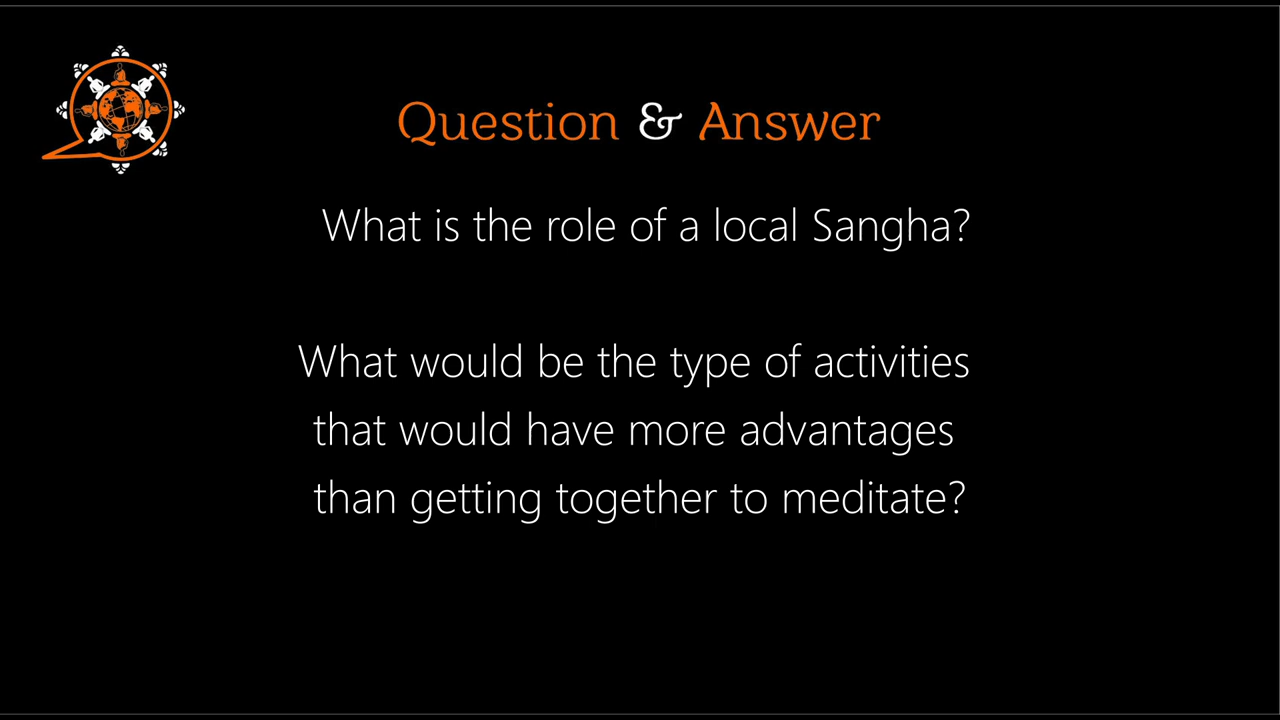 Question & Answer
What is the role of a local Sangha?
What would be the type of activities
that would have more advantages
than getting together to meditate?